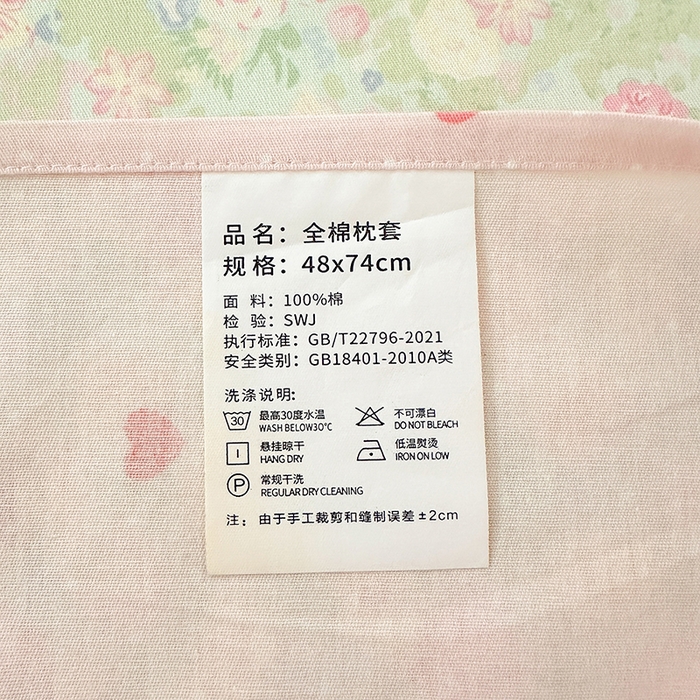 品名：全棉枕套
规格：48x74cm
面料：100%棉
检验：SWJ
执行标准：GB/T22796-2021
安全类别：GB18401-2010A类
洗涤说明：
30 最高30度水温 不可漂白
WASH BELOW30℃ DO NOT BLEACH
悬挂晾干 低温熨烫
HANG DRY IRON ON LOW
P 常规干洗
REGULAR DRY CLEANING
注：由于手工裁剪和缝制误差±2cm